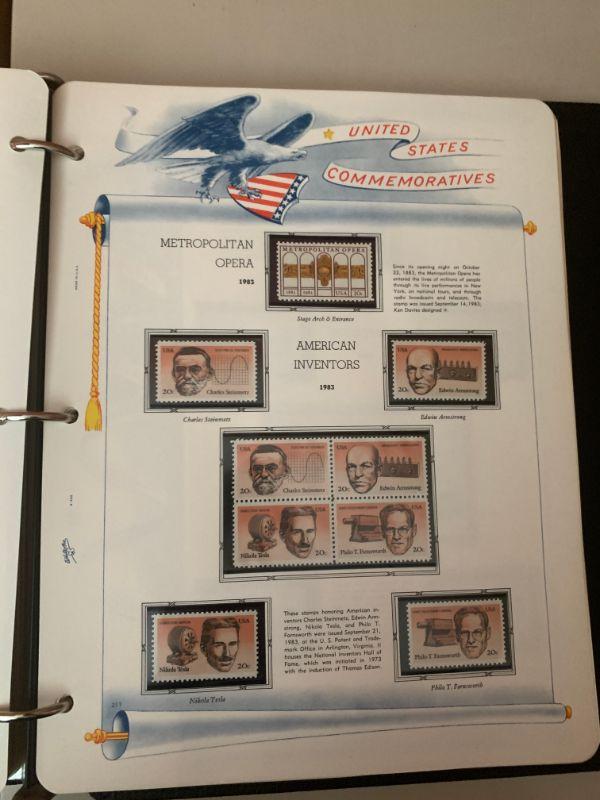 UNITED
STATES
COMMEMORATIVES
METROPOLITAN
OPERA
1983
METROPOLITAN OPERA
1883 1983 USA 20c
Stage Arch & Entrance
Since its opening night on October
22, 1883, the Metropolitan Opera has
entered the lives of millions of people
through its live performances in New
York, on national tours, and through
radio broadcasts and telecasts. The
stamp was issued September 14, 1983;
Ken Davies designed it.
MADE IN U.S.A.
AMERICAN
INVENTORS
1983
USA
20c
Charles Steinmetz
Charles Steinmetz
USA
20c
Edwin Armstrong
Edwin Armstrong
USA
20c
Charles Steinmetz
USA
20c
Edwin Armstrong
USA
Nikola Tesla
20c
USA
Philo T. Farnsworth
20c
USA
Nikola Tesla
20c
Nikola Tesla
These stamps honoring American in-
ventors Charles Steinmetz, Edwin Arm-
strong, Nikola Tesla, and Philo T.
Farnsworth were issued September 21,
1983, at the U. S. Patent and Trade-
mark Office in Arlington, Virginia. It
houses the National Inventors Hall of
Fame, which was initiated in 1973
with the induction of Thomas Edison.
USA
Philo T. Farnsworth
20c
Philo T. Farnsworth